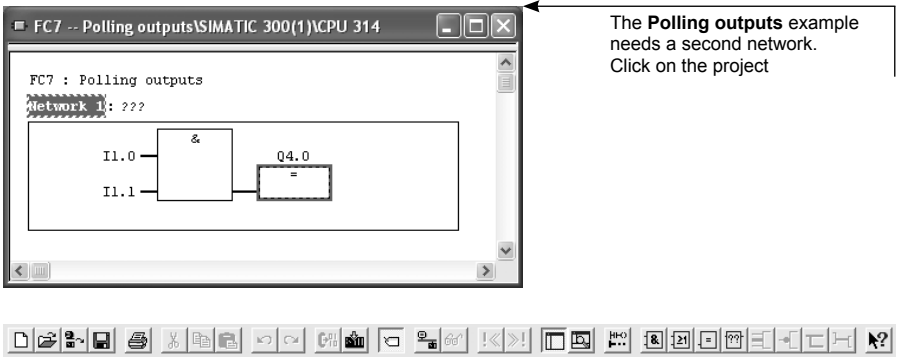 FC7 -- Polling outputs\SIMATIC 300(1)\CPU 314
The Polling outputs example
needs a second network.
Click on the project
FC7 : Polling outputs
Network 1: ???
&
I1.0
Q4.0
=
I1.1
!< >!
& ≥1 = ??
?